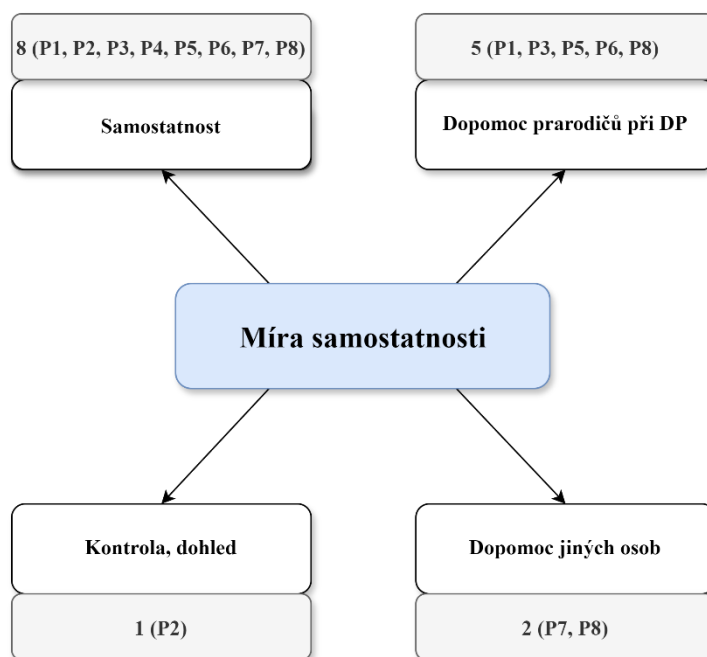 8 (P1, P2, P3, P4, P5, P6, P7, P8)
Samostatnost
5 (P1, P3, P5, P6, P8)
Dopomoc prarodičů při DP
Míra samostatnosti
Kontrola, dohled
1 (P2)
Dopomoc jiných osob
2 (P7, P8)